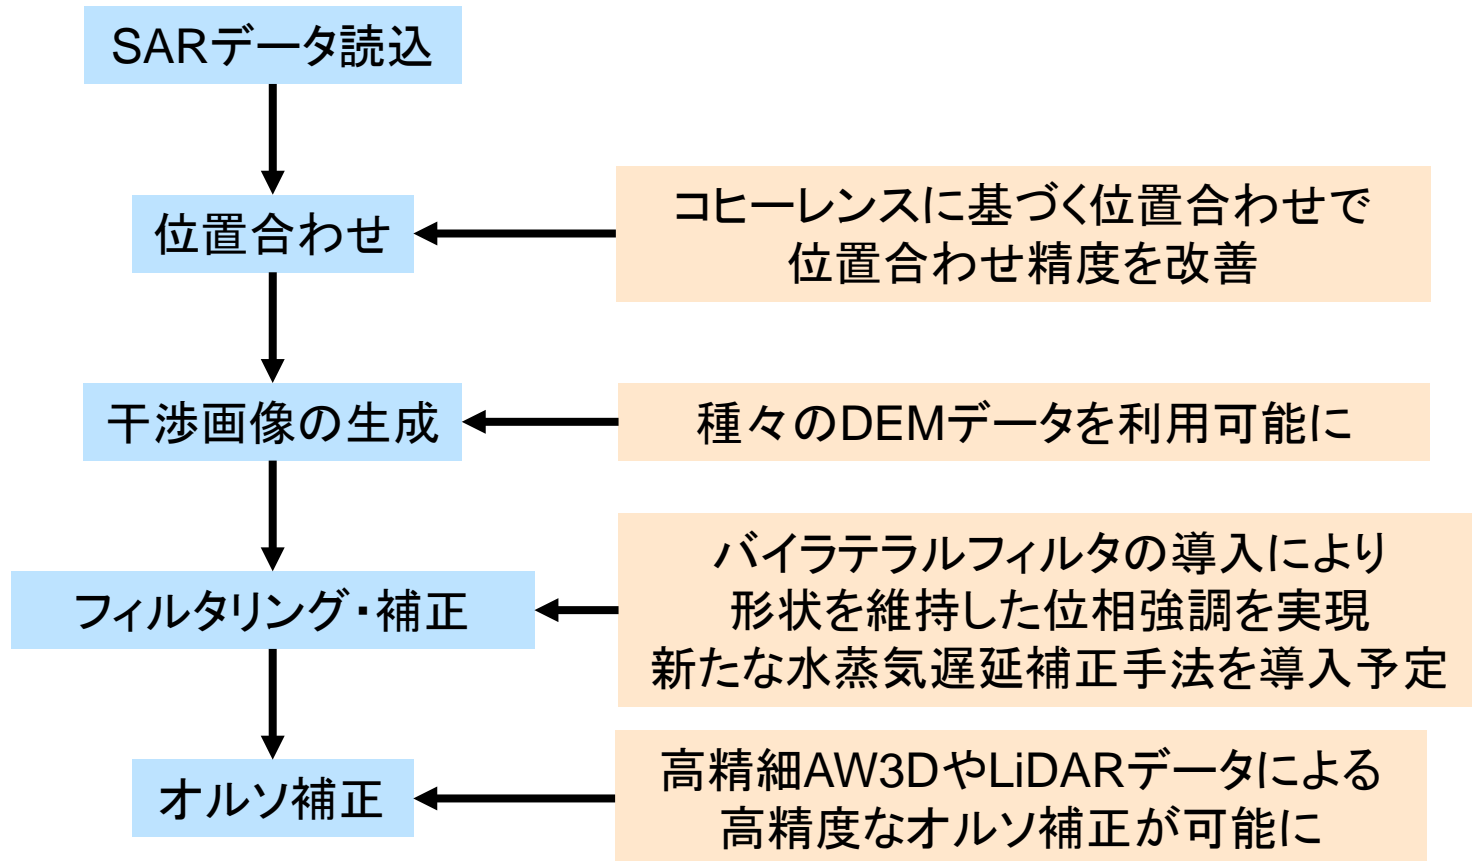 SARデータ読込
位置合わせ
コヒーレンスに基づく位置合わせで
位置合わせ精度を改善
干渉画像の生成
種々のDEMデータを利用可能に
フィルタリング・補正
バイラテラルフィルタの導入により
形状を維持した位相強調を実現
新たな水蒸気遅延補正手法を導入予定
オルソ補正
高精細AW3DやLiDARデータによる
高精度なオルソ補正が可能に